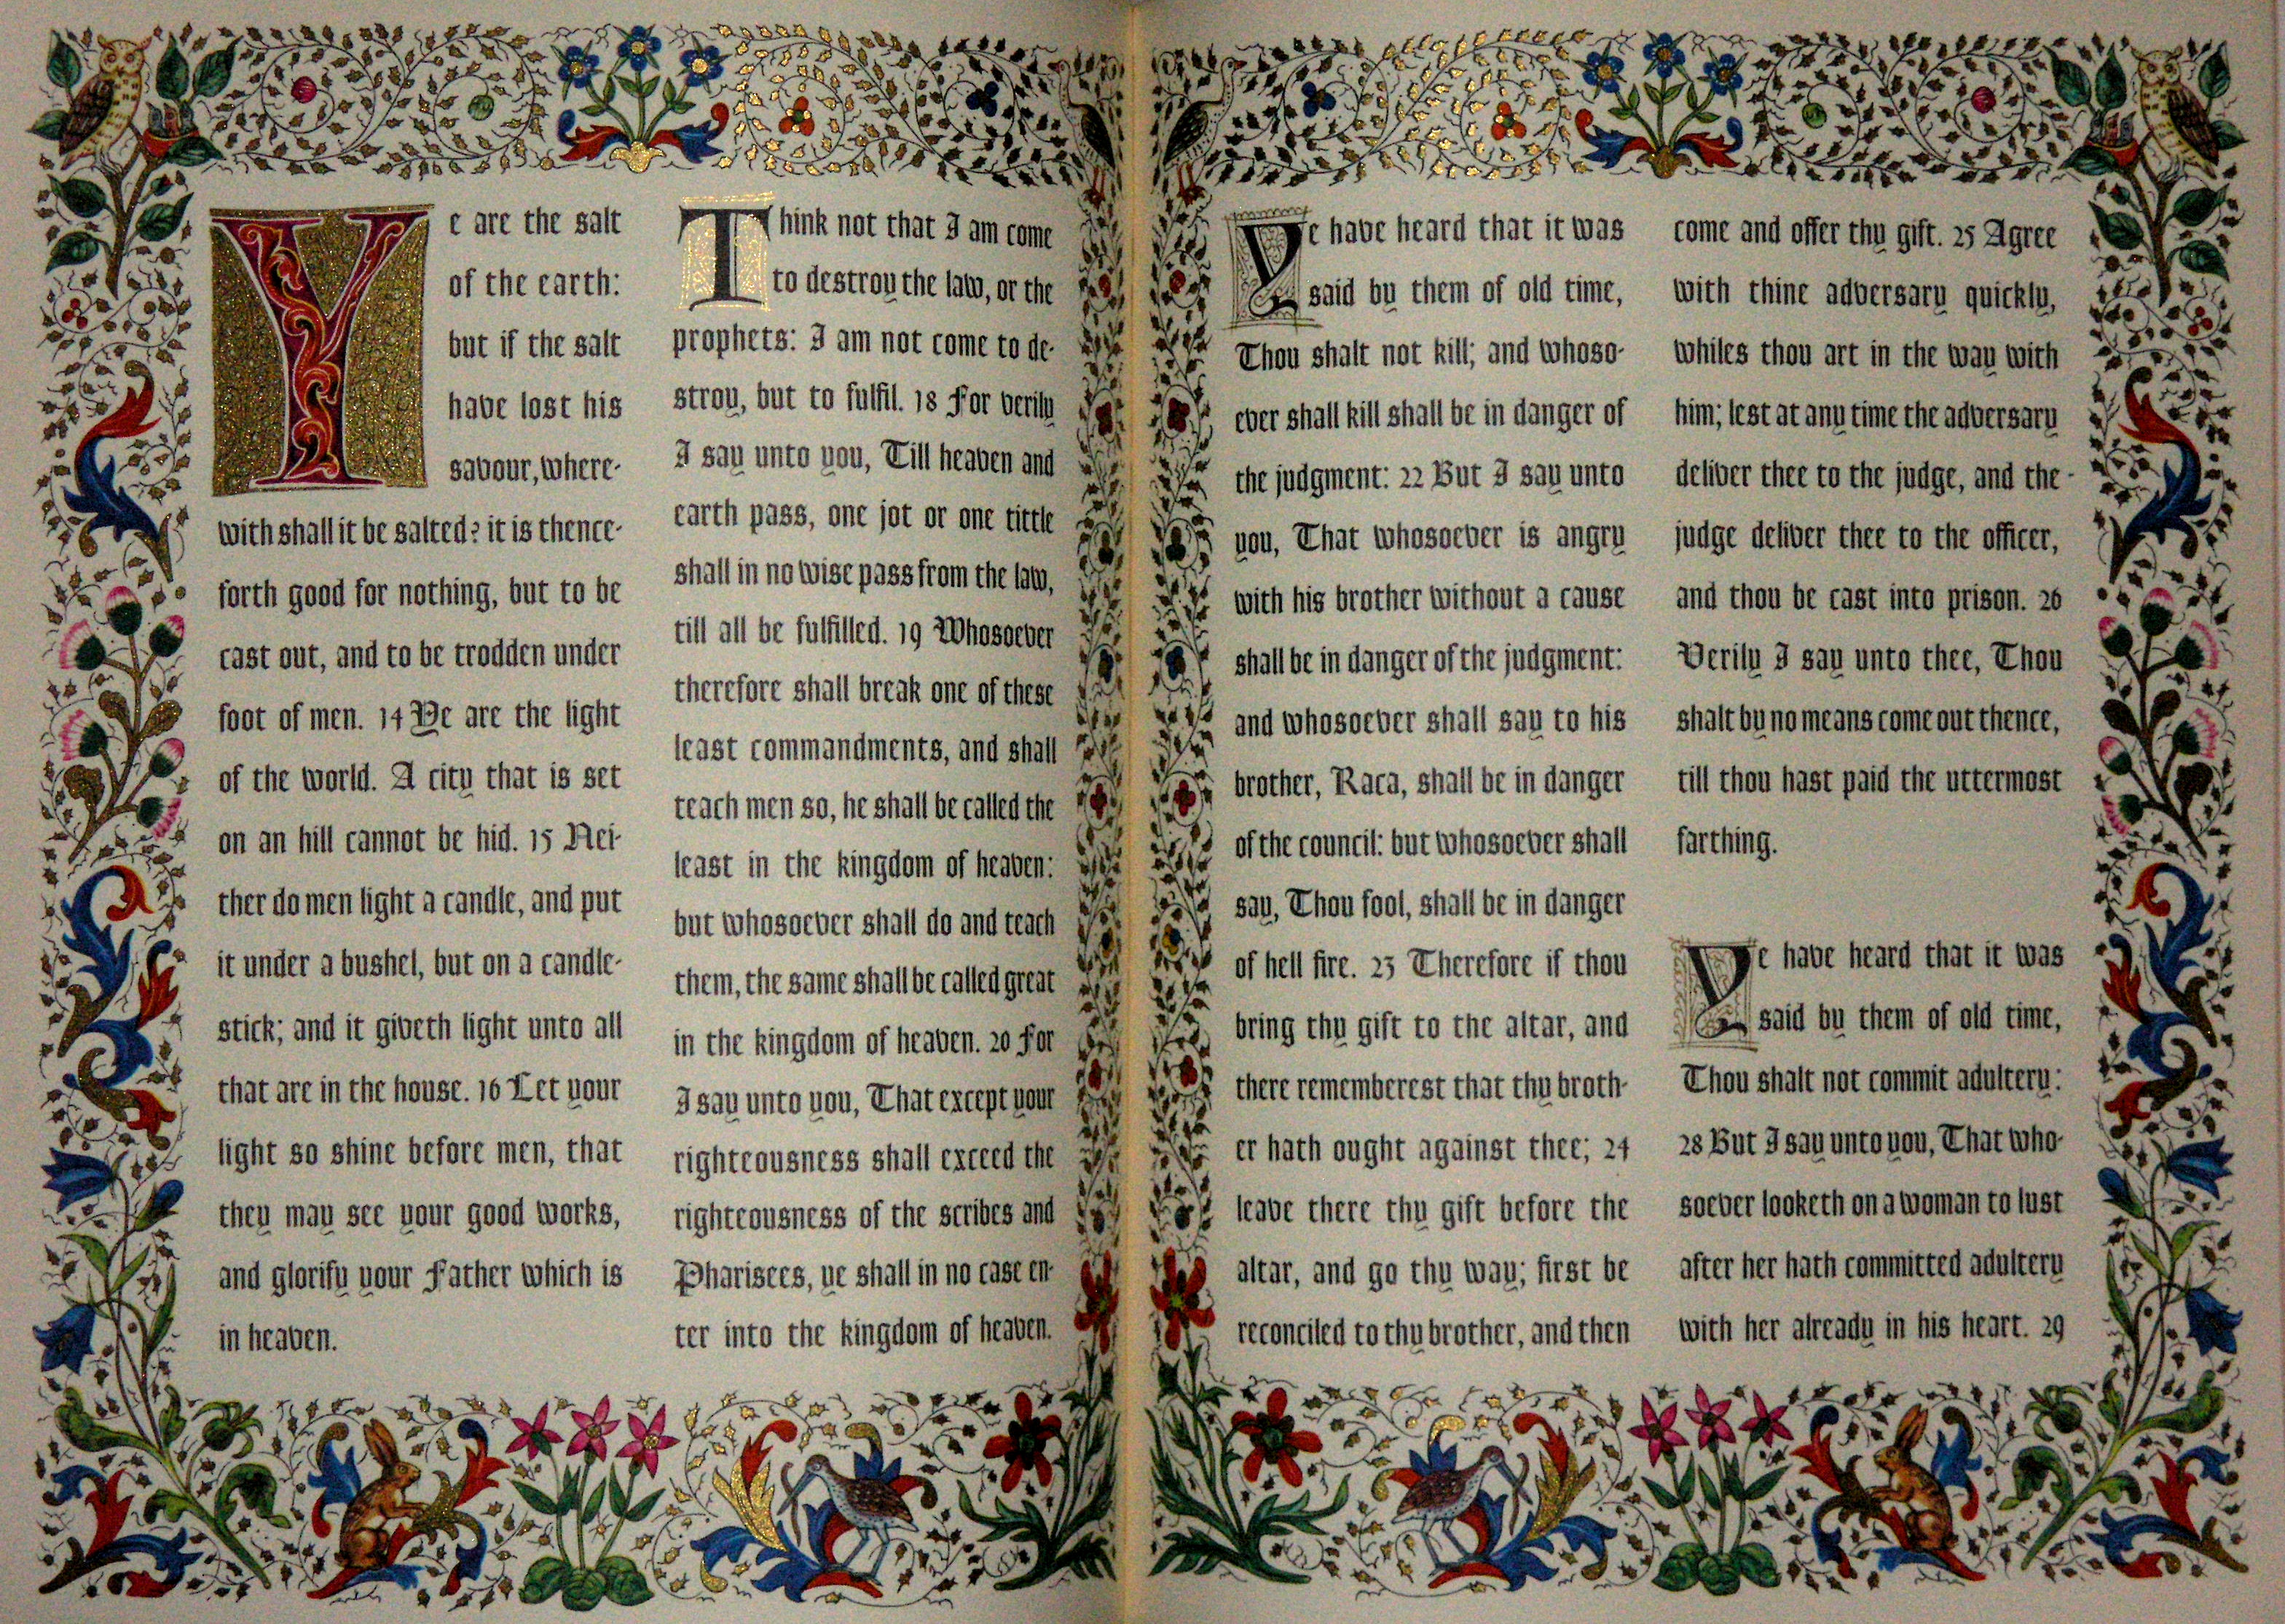 Ye are the salt
of the earth:
but if the salt
have lost his
savour, where-
with shall it be salted? it is thence-
forth good for nothing, but to be
cast out, and to be trodden under
foot of men. 14 Ye are the light
of the world. A city that is set
on an hill cannot be hid. 15 Nei-
ther do men light a candle, and put
it under a bushel, but on a candle-
stick; and it giveth light unto all
that are in the house. 16 Let your
light so shine before men, that
they may see your good works,
and glorify your Father which is
in heaven.
Think not that I am come
to destroy the law, or the
prophets: I am not come to de-
stroy, but to fulfil. 18 For verily
I say unto you, Till heaven and
earth pass, one jot or one tittle
shall in no wise pass from the law,
till all be fulfilled. 19 Whosoever
therefore shall break one of these
least commandments, and shall
teach men so, he shall be called the
least in the kingdom of heaven:
but whosoever shall do and teach
them, the same shall be called great
in the kingdom of heaven. 20 For
I say unto you, That except your
righteousness shall exceed the
righteousness of the scribes and
Pharisees, ye shall in no case en-
ter into the kingdom of heaven.
Ye have heard that it was
said by them of old time,
Thou shalt not kill; and whoso-
ever shall kill shall be in danger of
the judgment: 22 But I say unto
you, That whosoever is angry
with his brother without a cause
shall be in danger of the judgment:
and whosoever shall say to his
brother, Raca, shall be in danger
of the council: but whosoever shall
say, Thou fool, shall be in danger
of hell fire. 23 Therefore if thou
bring thy gift to the altar, and
there rememberest that thy broth-
er hath ought against thee; 24
leave there thy gift before the
altar, and go thy way; first be
reconciled to thy brother, and then
come and offer thy gift. 25 Agree
with thine adversary quickly,
whiles thou art in the way with
him; lest at any time the adversary
deliver thee to the judge, and the-
judge deliver thee to the officer,
and thou be cast into prison. 26
Verily I say unto thee, Thou
shalt by no means come out thence,
till thou hast paid the uttermost
farthing.
Ye have heard that it was
said by them of old time,
Thou shalt not commit adultery:
28 But I say unto you, That who-
soever looketh on a woman to lust
after her hath committed adultery
with her already in his heart. 29